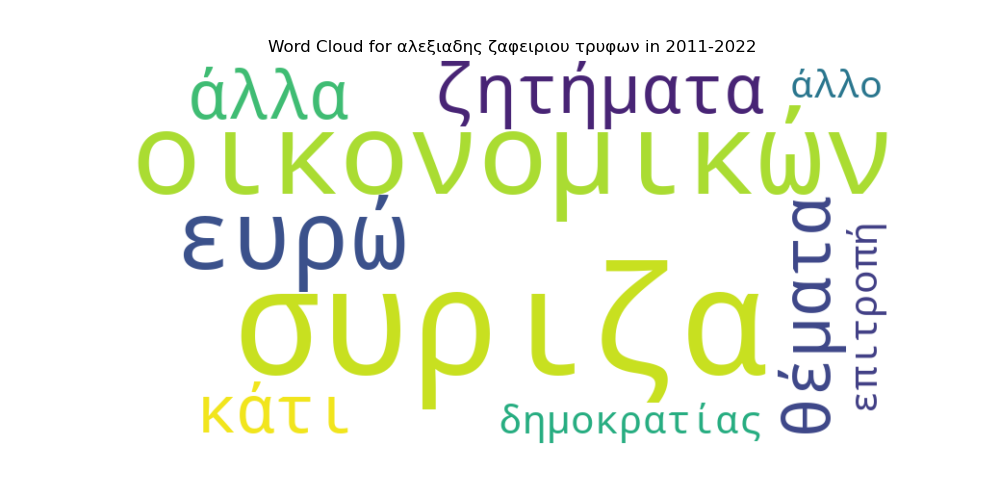 Word Cloud for αλεξιαδης ζαφειριου τρυφων in 2011-2022
άλλα
ζητήματα
άλλο
οικονομικών
ευρώ
συριζα
θέματα
επιτροπή
κάτι
δημοκρατίας